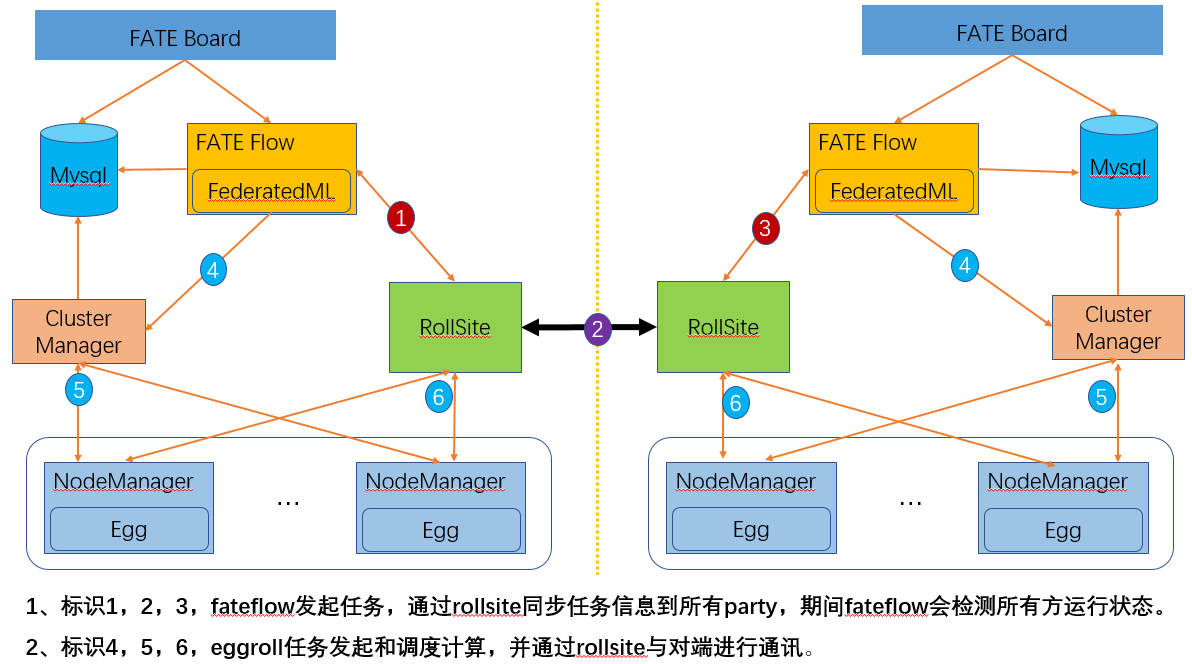 FATE Board
FATE Board
Mysql
FATE Flow
FederatedML
FATE Flow
FederatedML
Mysql
1
3
4
4
Cluster
Manager
RollSite
2
RollSite
Cluster
Manager
5
6
6
5
NodeManager
Egg
...
NodeManager
Egg
NodeManager
Egg
...
NodeManager
Egg
1、标识1，2，3，fateflow发起任务，通过rollsite同步任务信息到所有party，期间fateflow会检测所有方运行状态。
2、标识4，5，6，eggroll任务发起和调度计算，并通过rollsite与对端进行通讯。